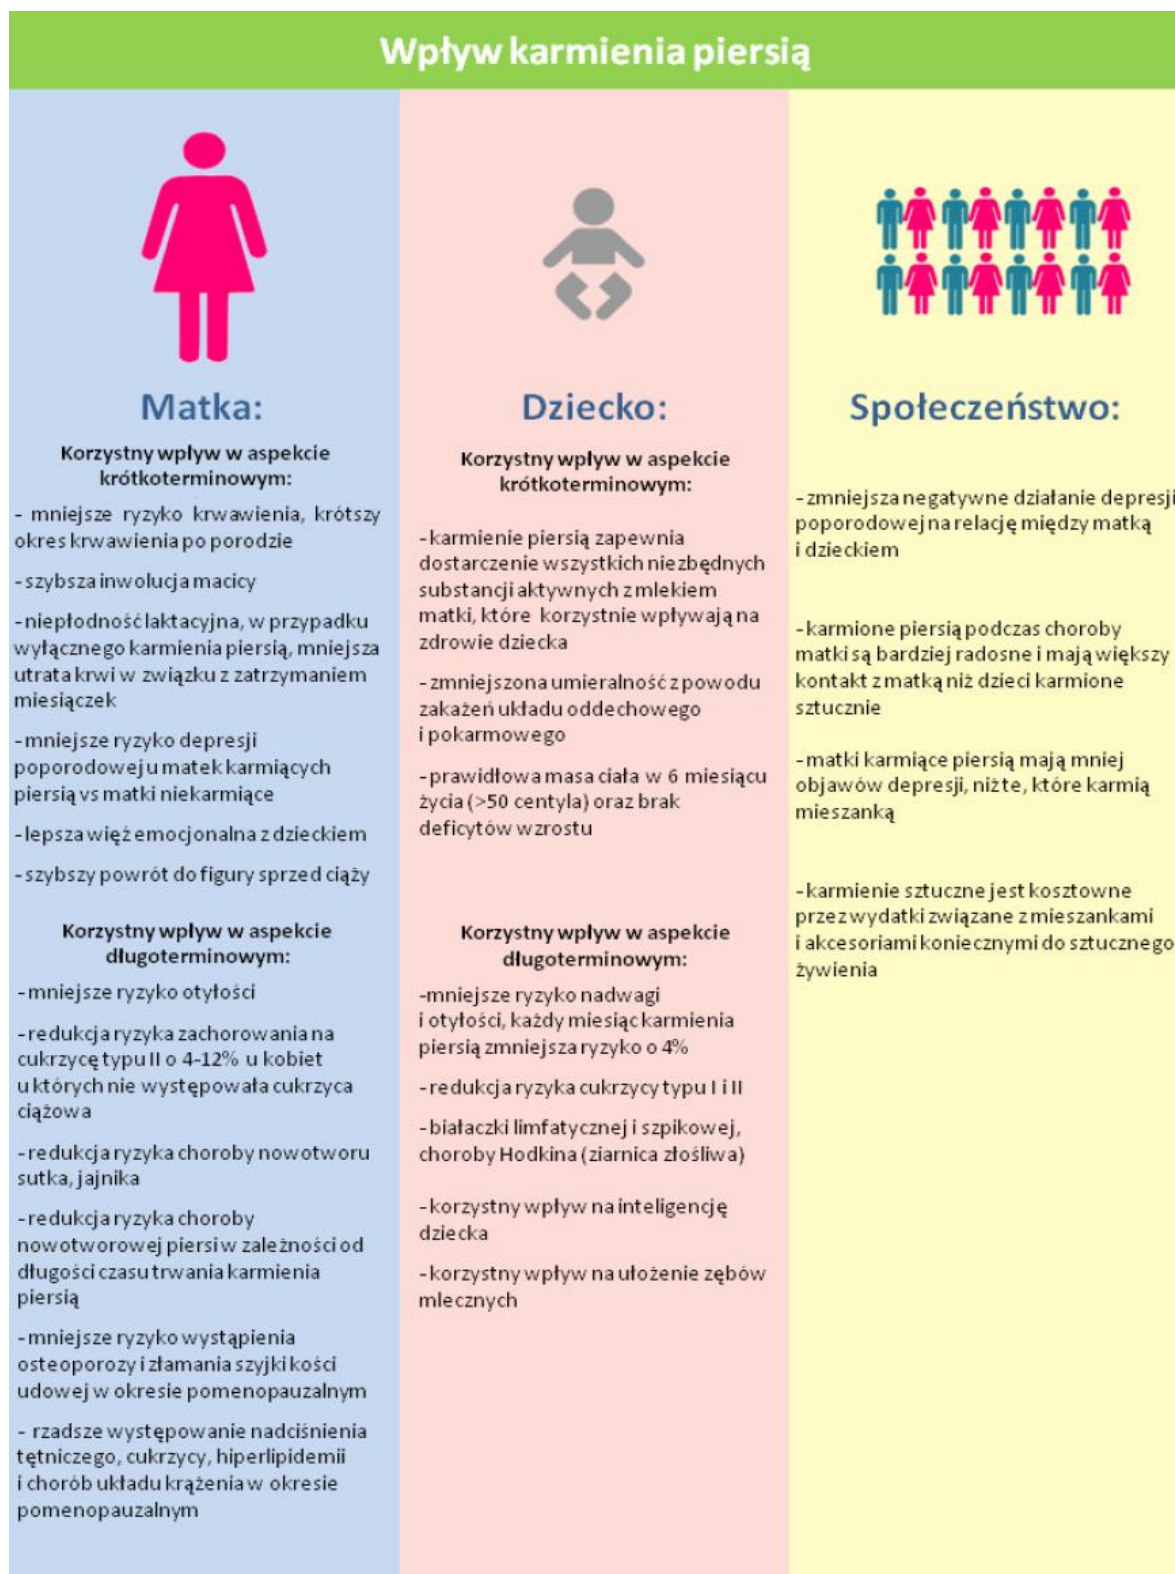 Wpływ karmienia piersią
Matka:
Korzystny wpływ w aspekcie
krótkoterminowym:
- mniejsze ryzyko krwawienia, krótszy
okres krwawienia po porodzie
- szybsza inwolucja macicy
- niepłodność laktacyjna, w przypadku
wyłącznego karmienia piersią, mniejsza
utrata krwi w związku z zatrzymaniem
miesiączek
- mniejsze ryzyko depresji
poporodowej u matek karmiących
piersią vs matki niekarmiące
- lepsza więź emocjonalna z dzieckiem
- szybszy powrót do figury sprzed ciąży
Korzystny wpływ w aspekcie
długoterminowym:
- mniejsze ryzyko otyłości
- redukcja ryzyka zachorowania na
cukrzycę typu II o 4-12% u kobiet
u których nie występowała cukrzyca
ciążowa
- redukcja ryzyka choroby nowotworu
sutka, jajnika
- redukcja ryzyka choroby
nowotworowej piersi w zależności od
długości czasu trwania karmienia
piersią
- mniejsze ryzyko wystąpienia
osteoporozy i złamania szyjki kości
udowej w okresie pomenopauzalnym
- rzadsze występowanie nadciśnienia
tętniczego, cukrzycy, hiperlipidemii
i chorób układu krążenia w okresie
pomenopauzalnym
Dziecko:
Korzystny wpływ w aspekcie
krótkoterminowym:
- karmienie piersią zapewnia
dostarczenie wszystkich niezbędnych
substancji aktywnych z mlekiem
matki, które korzystnie wpływają na
zdrowie dziecka
- zmniejszona umieralność z powodu
zakażeń układu oddechowego
i pokarmowego
- prawidłowa masa ciała w 6 miesiącu
życia (>50 centyla) oraz brak
deficytów wzrostu
Korzystny wpływ w aspekcie
długoterminowym:
-mniejsze ryzyko nadwagi
i otyłości, każdy miesiąc karmienia
piersią zmniejsza ryzyko o 4%
- redukcja ryzyka cukrzycy typu I i II
- białaczki limfatycznej i szpikowej,
choroby Hodkina (ziarnica złośliwa)
- korzystny wpływ na inteligencję
dziecka
- korzystny wpływ na ułożenie zębów
mlecznych
Społeczeństwo:
- zmniejsza negatywne działanie depresji
poporodowej na relację między matką
i dzieckiem
- karmione piersią podczas choroby
matki są bardziej radosne i mają większy
kontakt z matką niż dzieci karmione
sztucznie
- matki karmiące piersią mają mniej
objawów depresji, niż te, które karmią
mieszanką
- karmienie sztuczne jest kosztowne
przez wydatki związane z mieszankami
i akcesoriami koniecznymi do sztucznego
żywienia